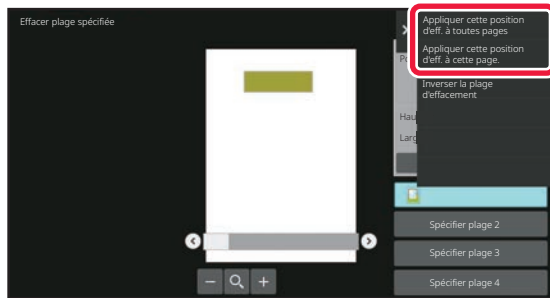 Effacer plage spécifiée
Appliquer cette position
d'eff. à toutes pages
Appliquer cette position
d'eff. à cette page.
Inverser la plage
d'effacement
Spécifier plage 2
Spécifier plage 3
Spécifier plage 4